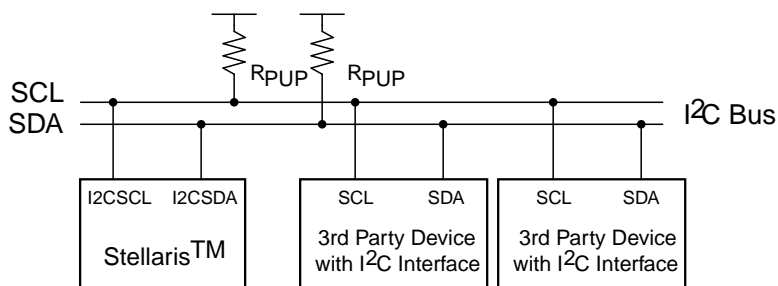 RPUP RPUP
SCL
SDA
I²C Bus
I2CSCL I2CSDA SCL SDA SCL SDA
Stellaris™
3rd Party Device
with I²C Interface
3rd Party Device
with I²C Interface